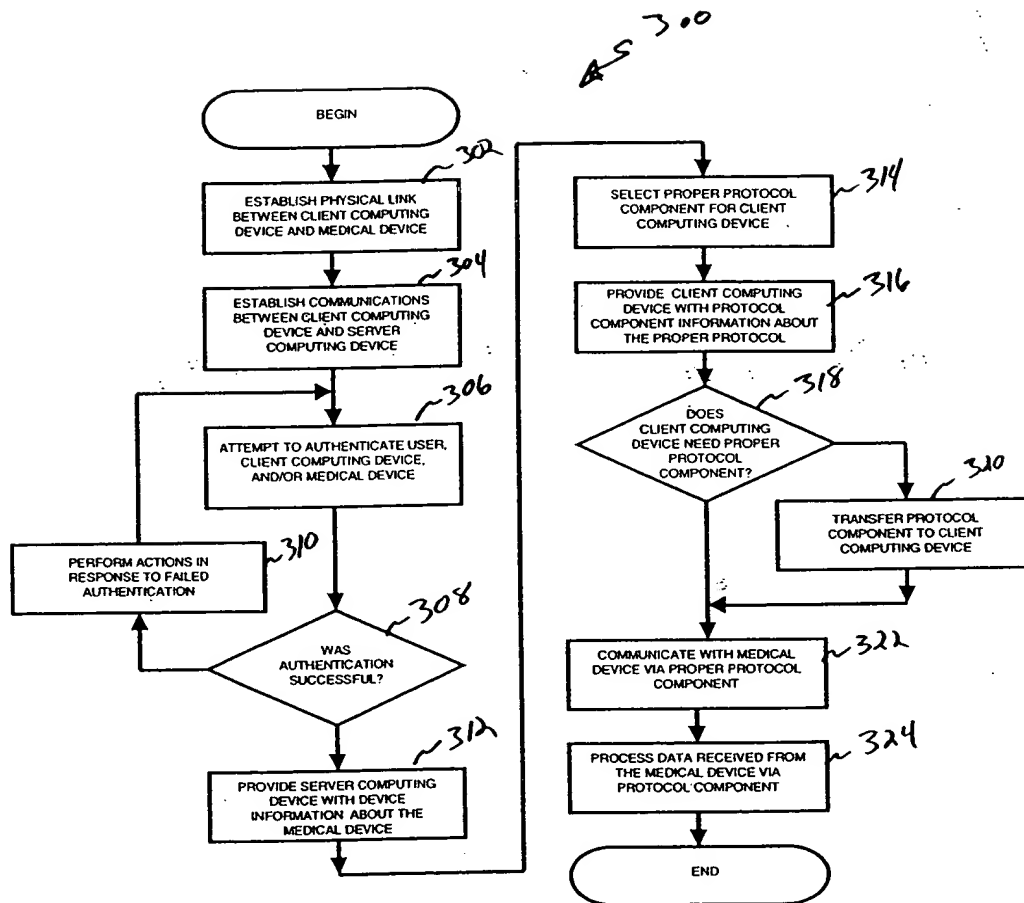 300
BEGIN
302
ESTABLISH PHYSICAL LINK
BETWEEN CLIENT COMPUTING
DEVICE AND MEDICAL DEVICE
304
ESTABLISH COMMUNICATIONS
BETWEEN CLIENT COMPUTING
DEVICE AND SERVER
COMPUTING DEVICE
306
ATTEMPT TO AUTHENTICATE USER,
CLIENT COMPUTING DEVICE,
AND/OR MEDICAL DEVICE
310
PERFORM ACTIONS IN
RESPONSE TO FAILED
AUTHENTICATION
308
WAS
AUTHENTICATION
SUCCESSFUL?
312
PROVIDE SERVER COMPUTING
DEVICE WITH DEVICE
INFORMATION ABOUT THE
MEDICAL DEVICE
314
SELECT PROPER PROTOCOL
COMPONENT FOR CLIENT
COMPUTING DEVICE
316
PROVIDE CLIENT COMPUTING
DEVICE WITH PROTOCOL
COMPONENT INFORMATION ABOUT
THE PROPER PROTOCOL
318
DOES
CLIENT COMPUTING
DEVICE NEED PROPER
PROTOCOL
COMPONENT?
320
TRANSFER PROTOCOL
COMPONENT TO CLIENT
COMPUTING DEVICE
322
COMMUNICATE WITH MEDICAL
DEVICE VIA PROPER PROTOCOL
COMPONENT
324
PROCESS DATA RECEIVED FROM
THE MEDICAL DEVICE VIA
PROTOCOL COMPONENT
END